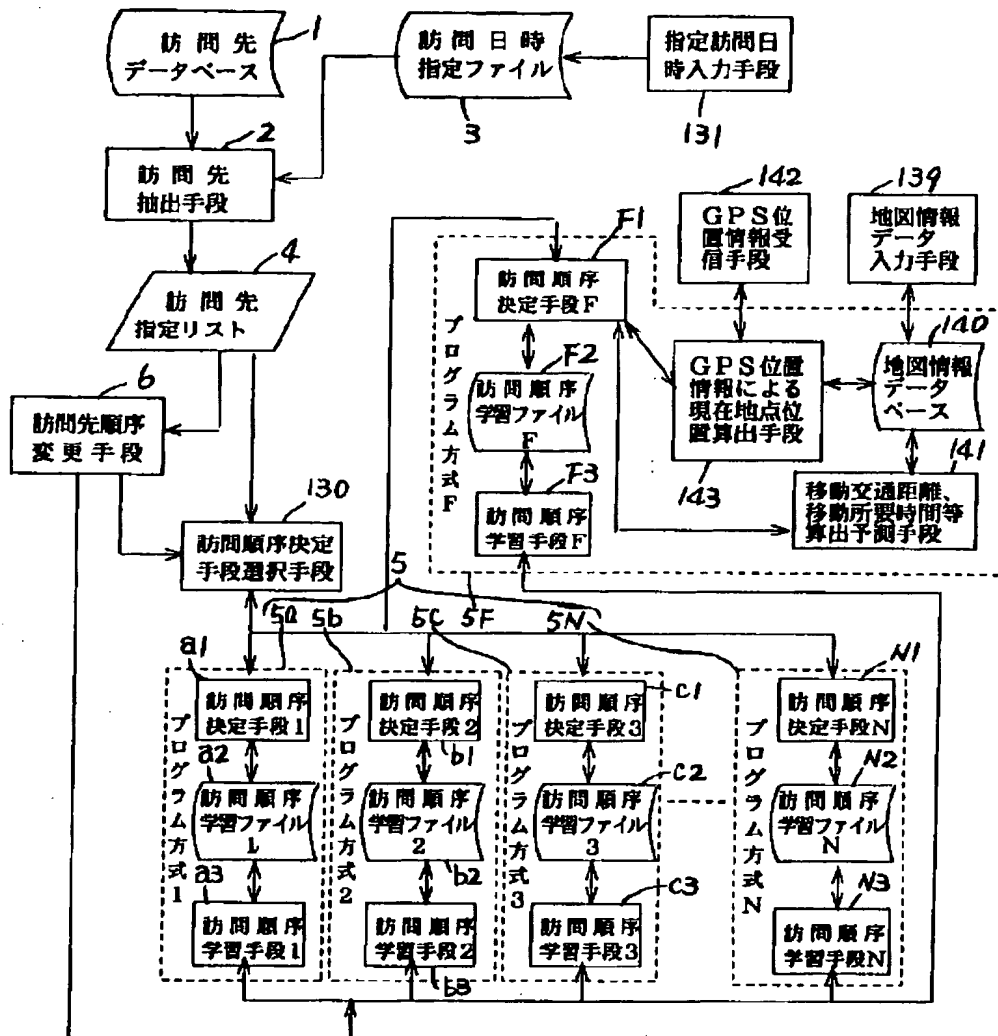 1
訪問先
データベース
訪問日時
指定ファイル
3
指定訪問日
時入力手段
131
2
訪問先
抽出手段
4
訪問先
指定リスト
6
訪問先順序
変更手段
130
訪問順序決定
手段選択手段
142
GPS位
置情報受
信手段
139
地図情報
データ
入力手段
F1
訪問順序
決定手段F
プログラム方式F
F2
訪問順序
学習ファイル
F
F3
訪問順序
学習手段F
GPS位置
情報による
現在地点位
置算出手段
143
140
地図情報
データ
ベース
141
移動交通距離、
移動所要時間等
算出予測手段
5
5a
5b
5c
5F
5N
a1
訪問順序
決定手段1
a2
訪問順序
学習ファイル
1
a3
訪問順序
学習手段1
プログラム方式1
訪問順序
決定手段2
b1
訪問順序
学習ファイル
2
b2
訪問順序
学習手段2
b3
プログラム方式2
c1
訪問順序
決定手段3
c2
訪問順序
学習ファイル
3
c3
訪問順序
学習手段3
プログラム方式3
N1
訪問順序
決定手段N
N2
訪問順序
学習ファイル
N
N3
訪問順序
学習手段N
プログラム方式N